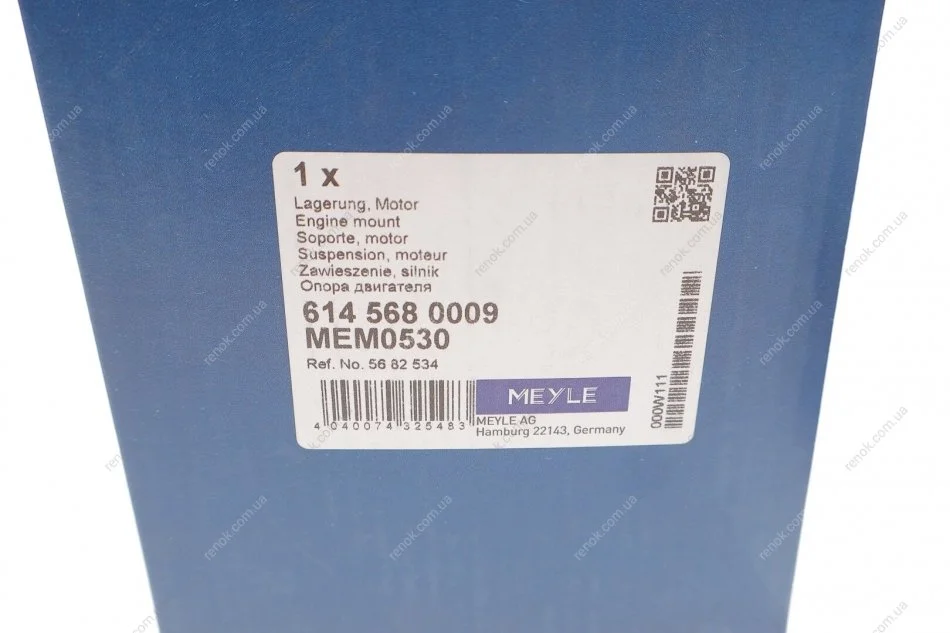 1 x
Lagerung, Motor
Engine mount
Soporte, motor
Suspension, moteur
Zawieszenie, silnik
Опора двигателя
614 568 0009
MEM0530
Ref. No. 56 82 534
4 040074 325483
MEYLE
MEYLE AG
Hamburg 22143, Germany
000W111
renok.com.ua